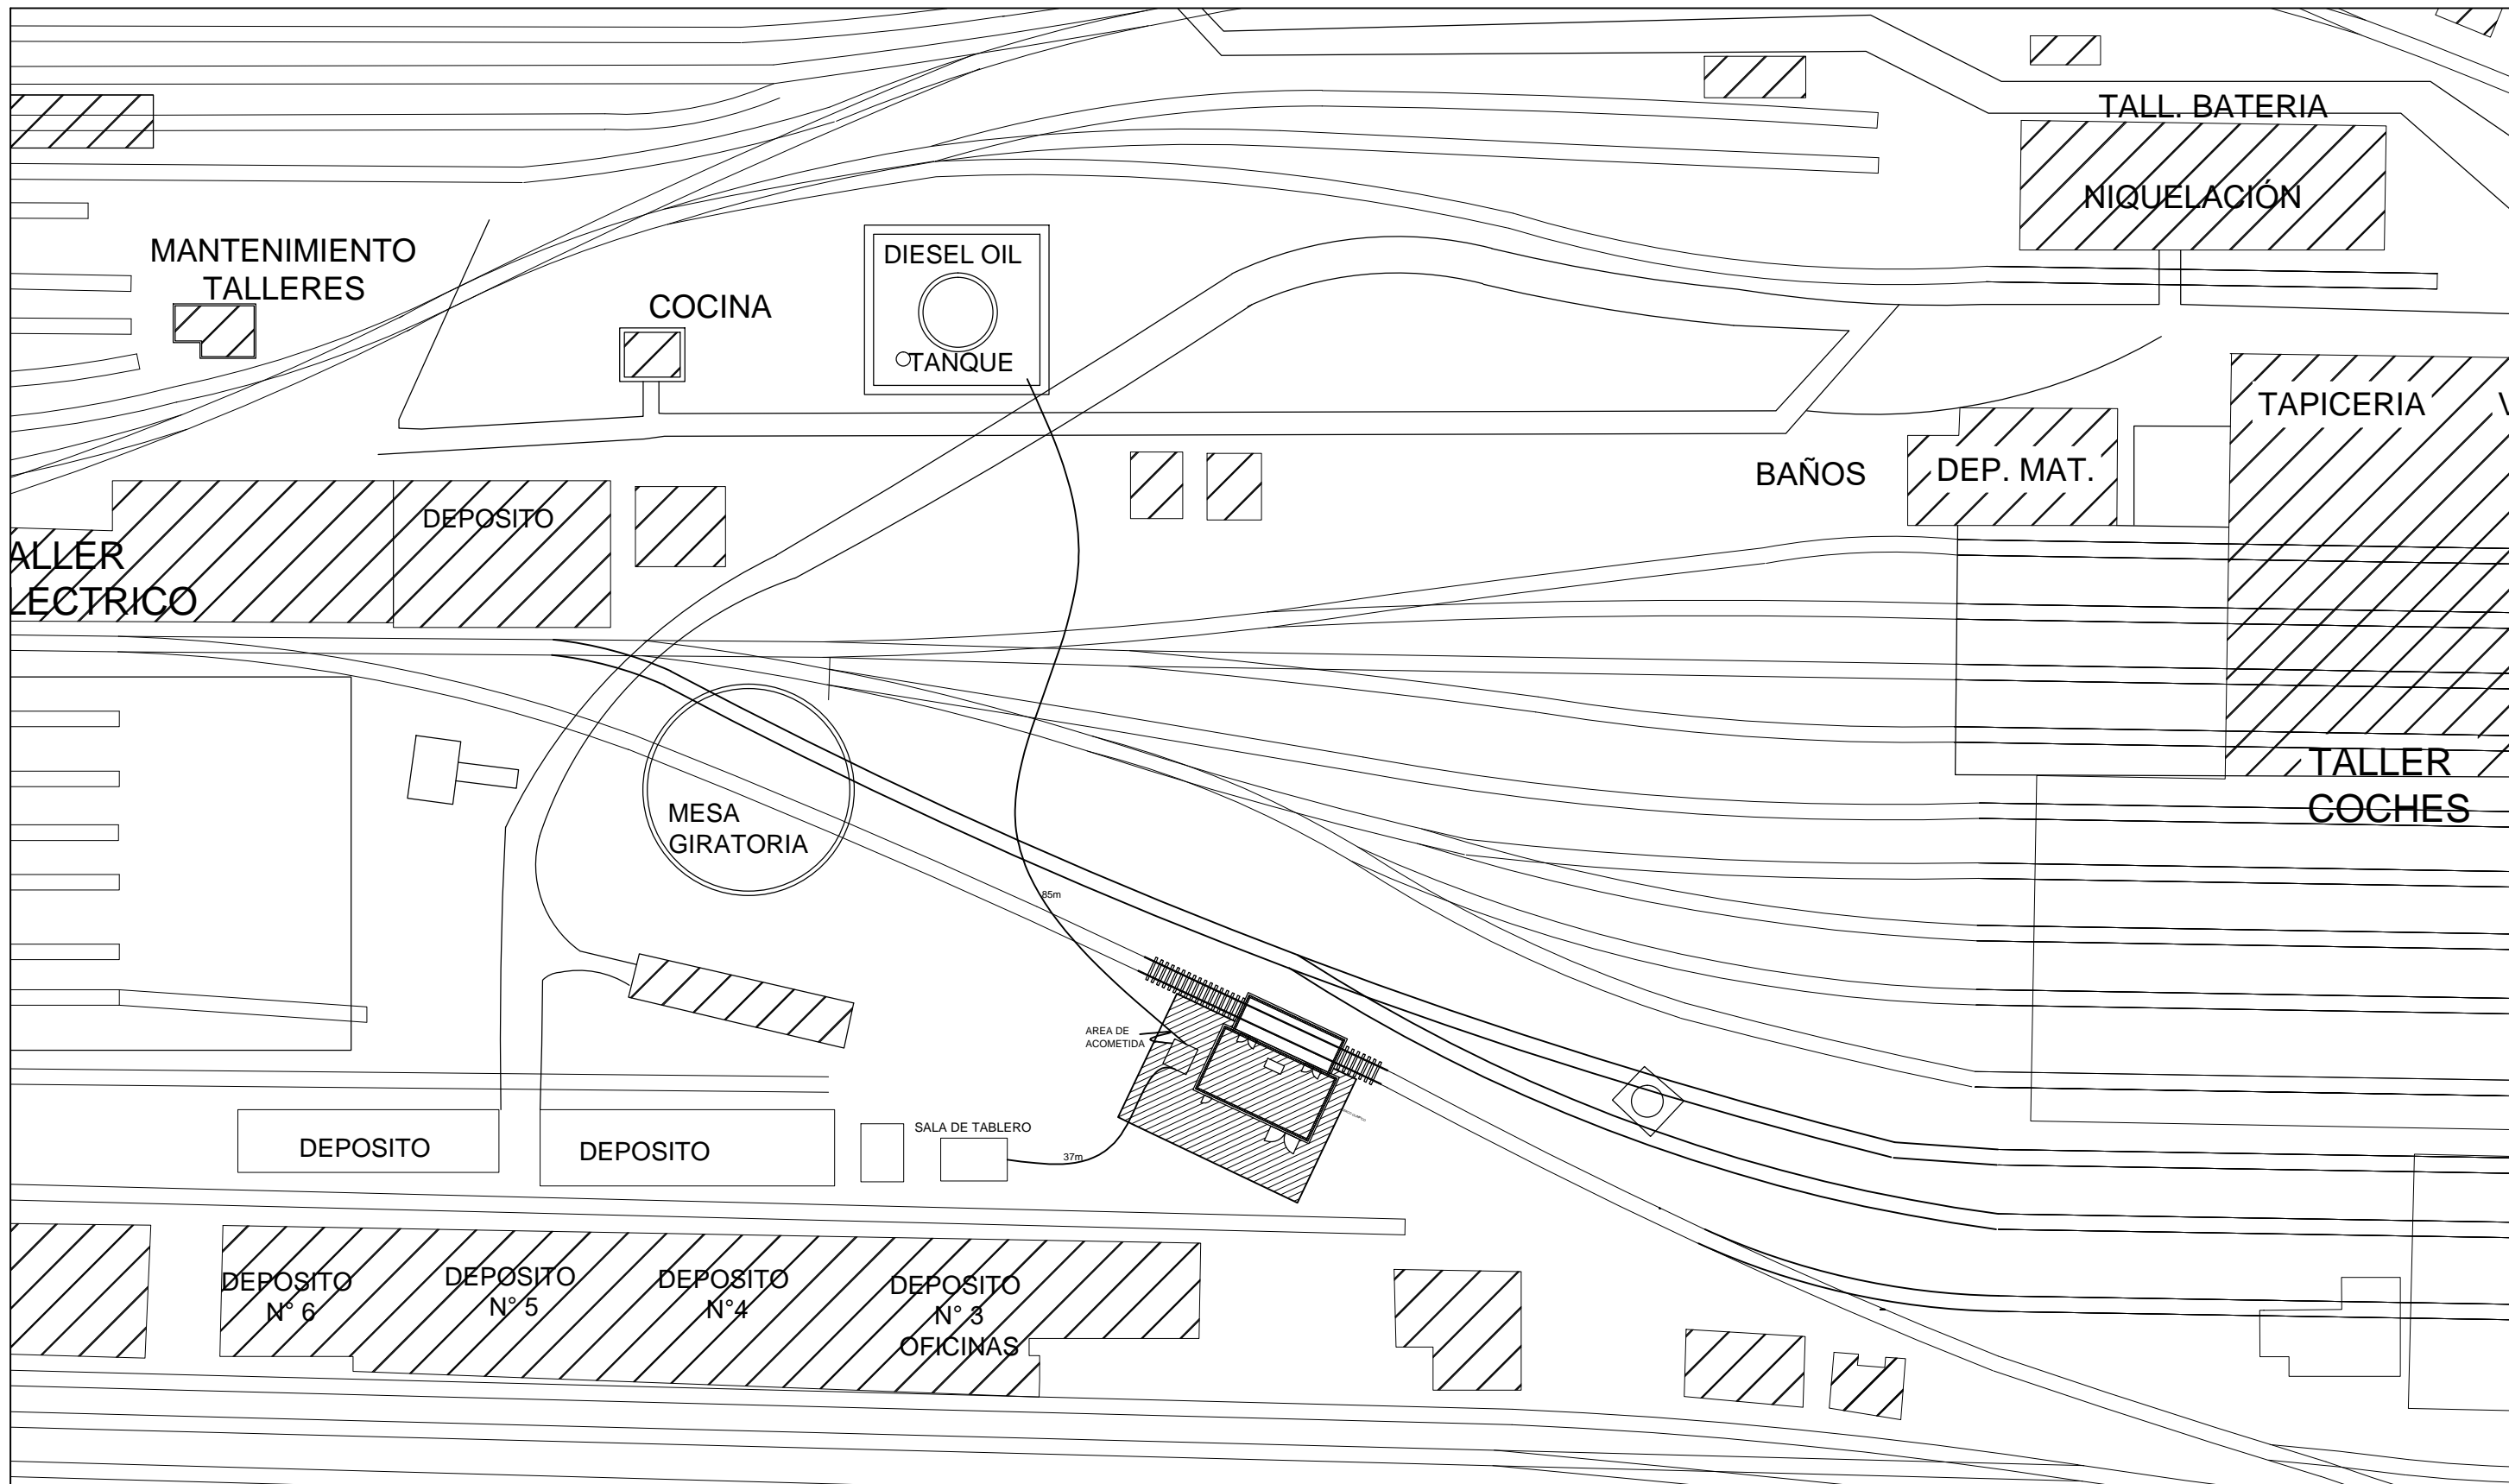 TALL. BATERIA
NIQUELACIÓN
MANTENIMIENTO
TALLERES
DIESEL OIL
TANQUE
COCINA
TAPICERIA
V
BAÑOS
DEP. MAT.
DEPOSITO
ALLER
LECTRICO
TALLER
COCHES
MESA
GIRATORIA
85m
AREA DE
ACOMETIDA
SALA DE TABLERO
37m
DEPOSITO
DEPOSITO
DEPOSITO
N° 6
DEPOSITO
N° 5
DEPOSITO
N°4
DEPOSITO
N° 3
OFICINAS